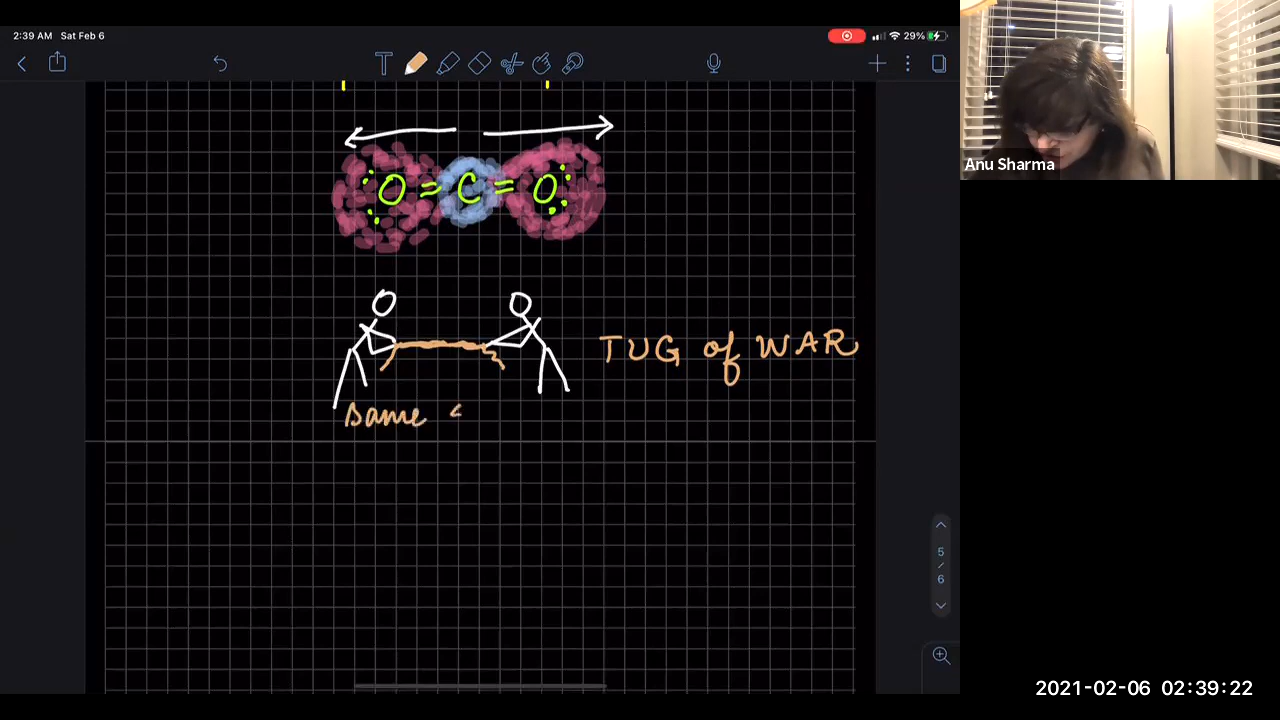 2:39 AM Sat Feb 6
29%
T
Anu Sharma
O = C = O
TUG of WAR
same
5
/
6
2021-02-06 02:39:22